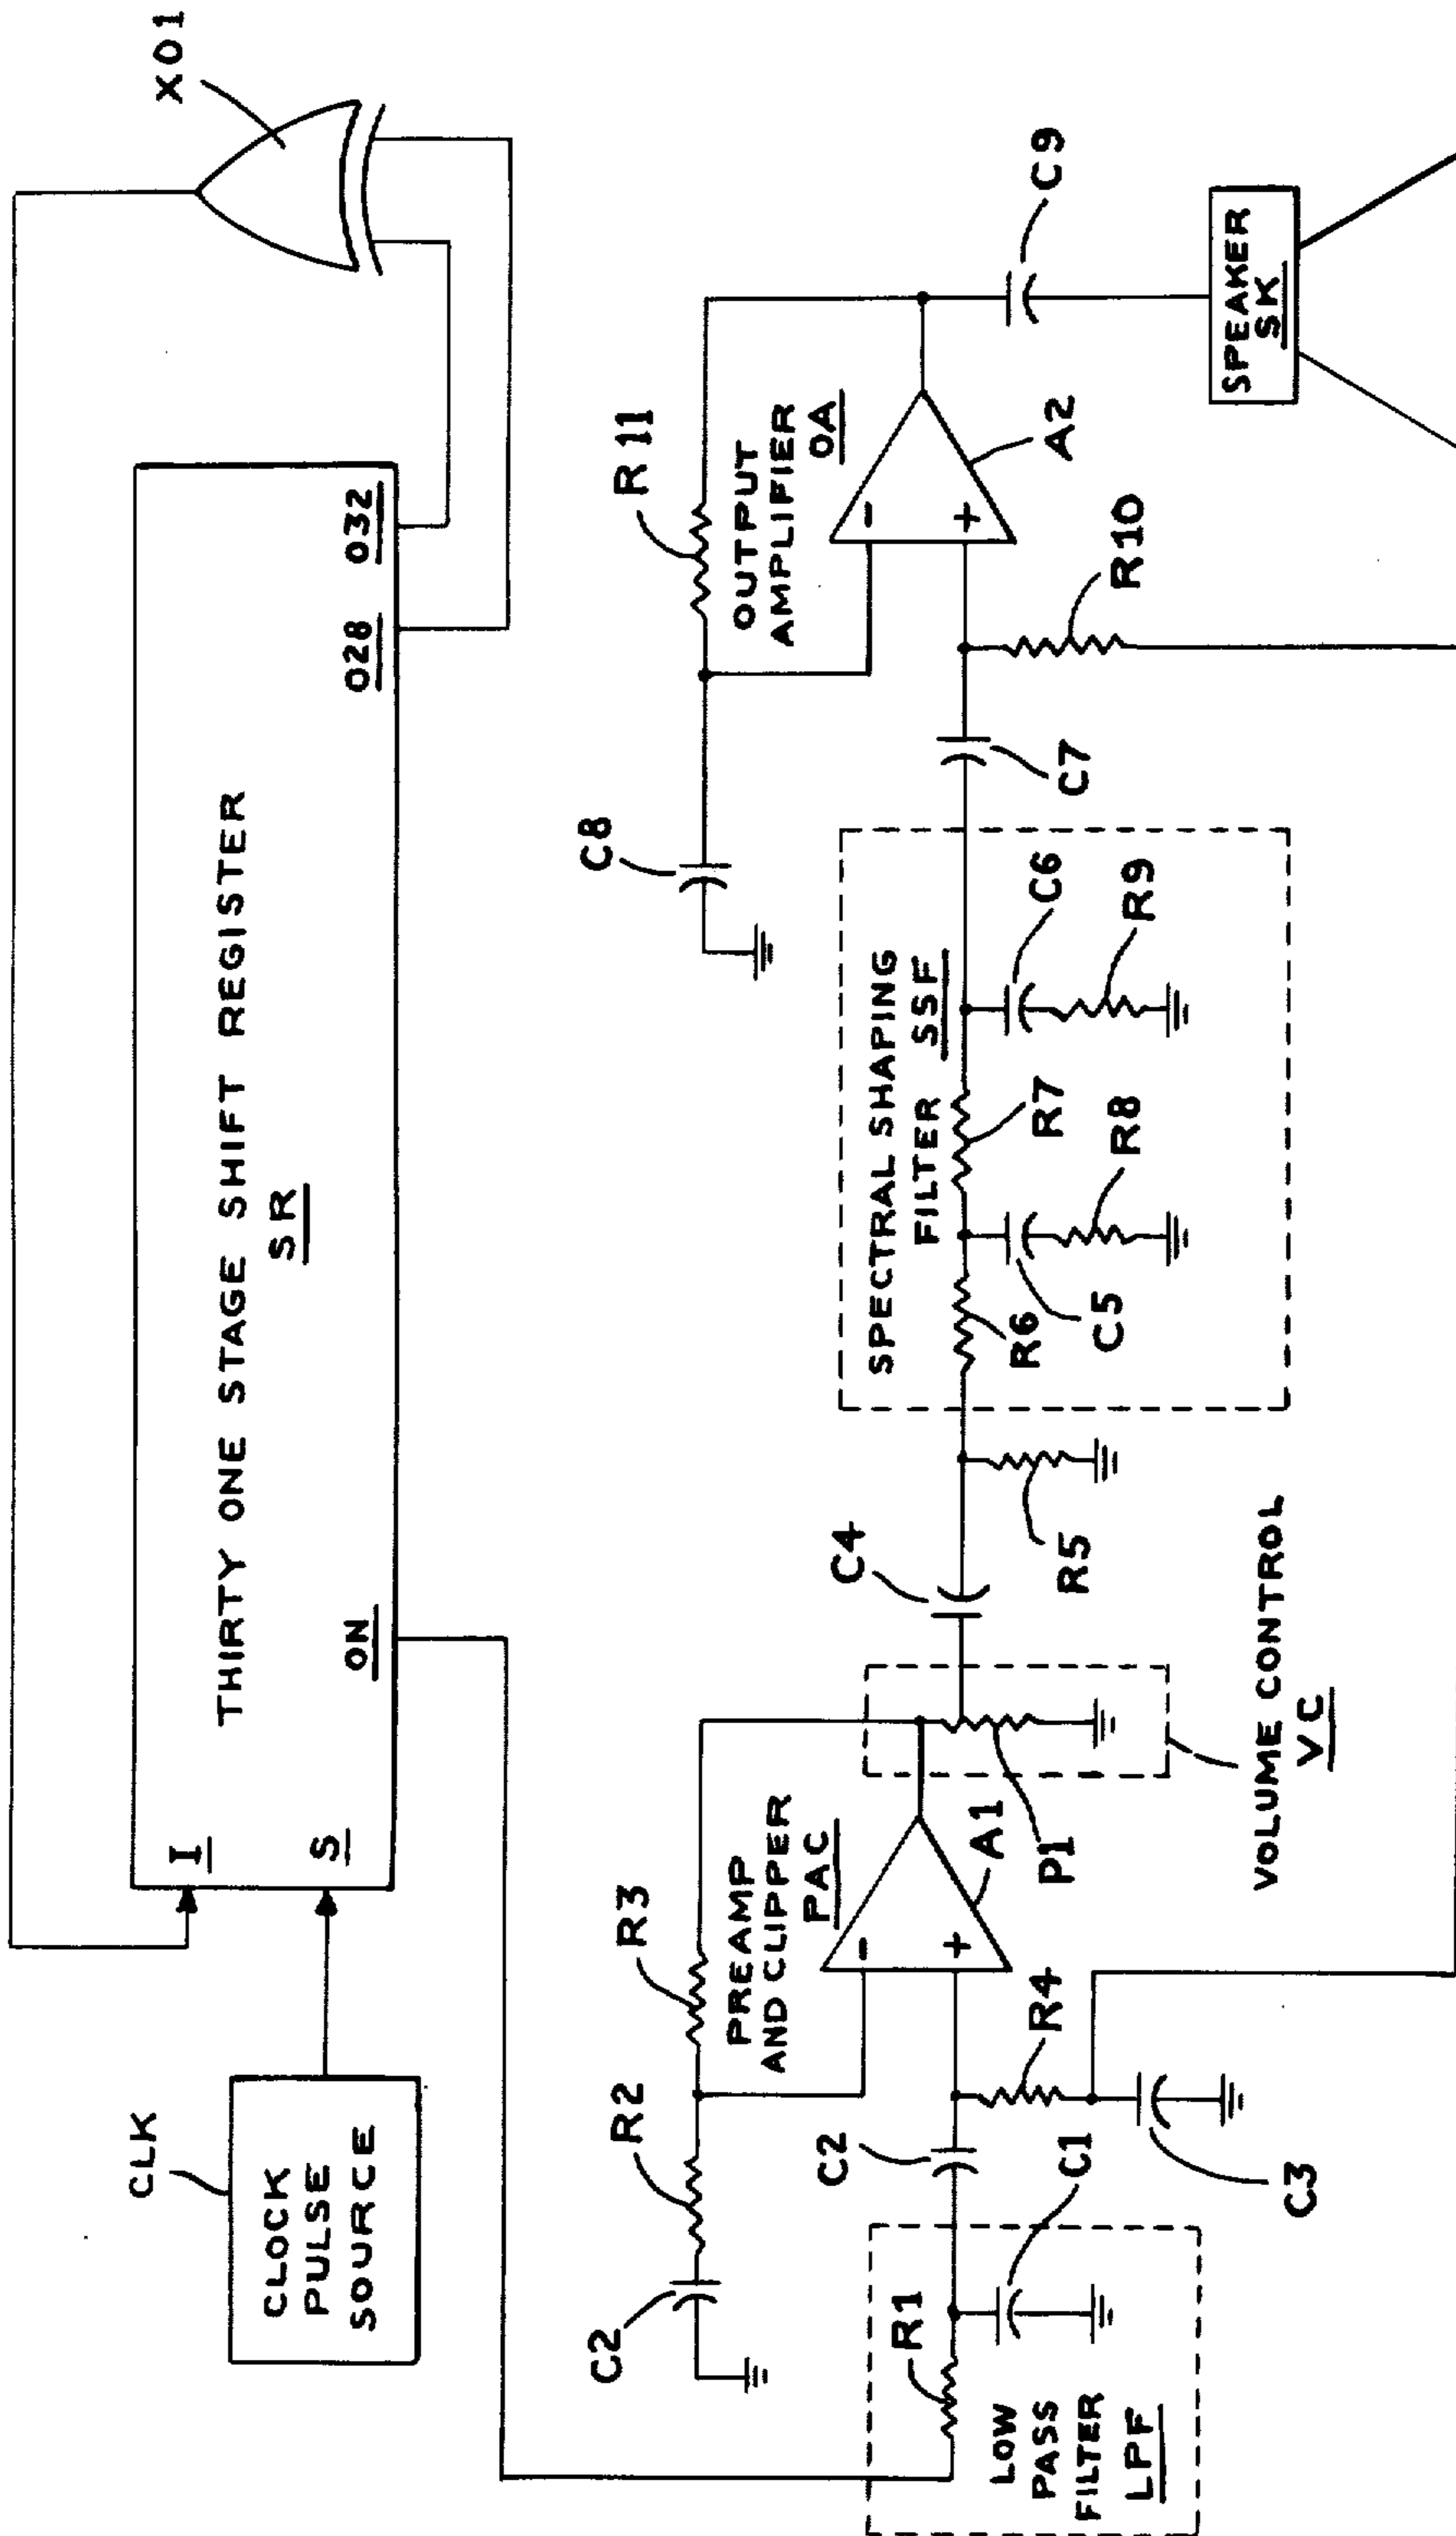 CLK
CLOCK
PULSE
SOURCE
I
S
THIRTY ONE STAGE SHIFT REGISTER
SR
ON
O28
O32
XO1
C2
R2
R3
PREAMP
AND CLIPPER
PAC
A1
LOW
PASS
FILTER
LPF
R1
C1
C2
R4
C3
P1
VOLUME CONTROL
VC
C4
R5
SPECTRAL SHAPING
FILTER SSF
R6
C5
R8
R7
C6
R9
C7
C8
R11
OUTPUT
AMPLIFIER
OA
-
+
-
+
A2
R10
C9
SPEAKER
SK